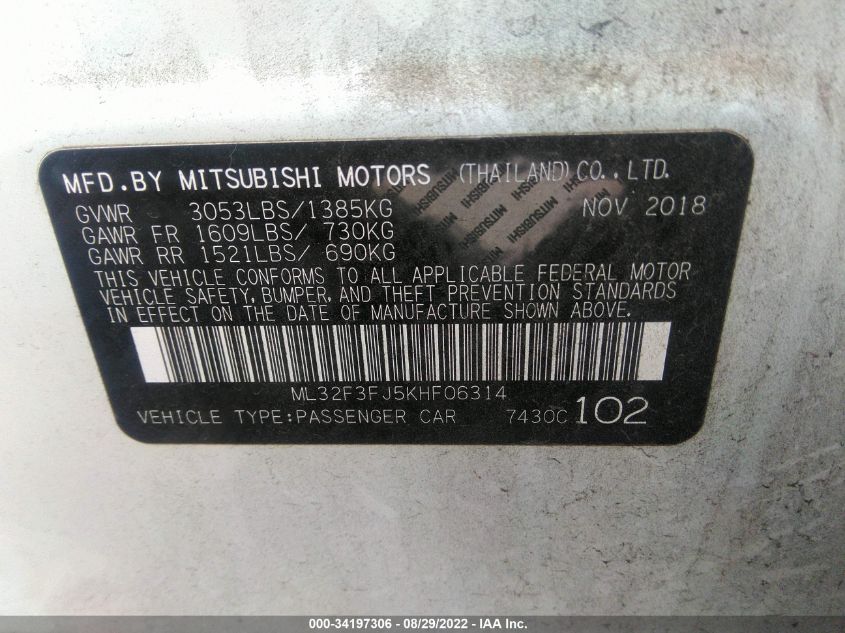 MFD.BY MITSUBISHI MOTORS (THAILAND)CO.,LTD.
GVWR 3053LBS/1385KG NOV 2018
GAWR FR 1609LBS/ 730KG
GAWR RR 1521LBS/ 690KG
THIS VEHICLE CONFORMS TO ALL APPLICABLE FEDERAL MOTOR
VEHICLE SAFETY, BUMPER, AND THEFT PREVENTION STANDARDS
IN EFFECT ON THE DATE OF MANUFACTURE SHOWN ABOVE.
ML32F3FJ5KHF06314
VEHICLE TYPE:PASSENGER CAR 7430C 102
MITSUBISHI MITSUBISHI MITSUBISHI
000-34197306 - 08/29/2022 - IAA Inc.